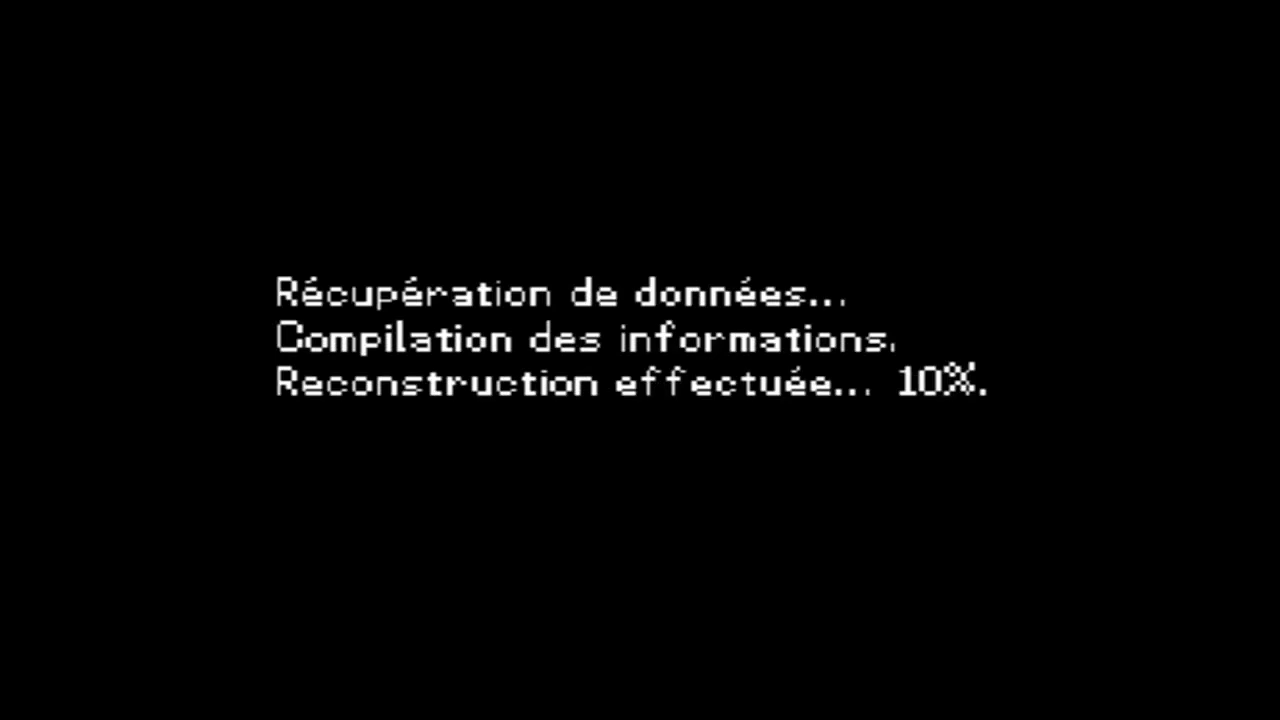 Récupération de données...
Compilation des informations.
Reconstruction effectuée... 10%.